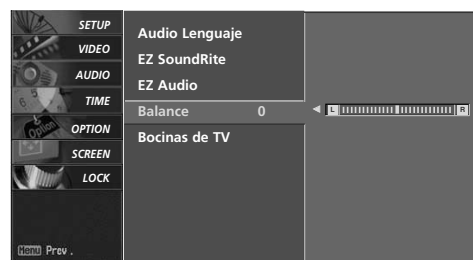 SETUP
VIDEO
AUDIO
TIME
OPTION
SCREEN
LOCK
Menu Prev.
Audio Lenguaje
EZ SoundRite
EZ Audio
Balance 0
Bocinas de TV
L R